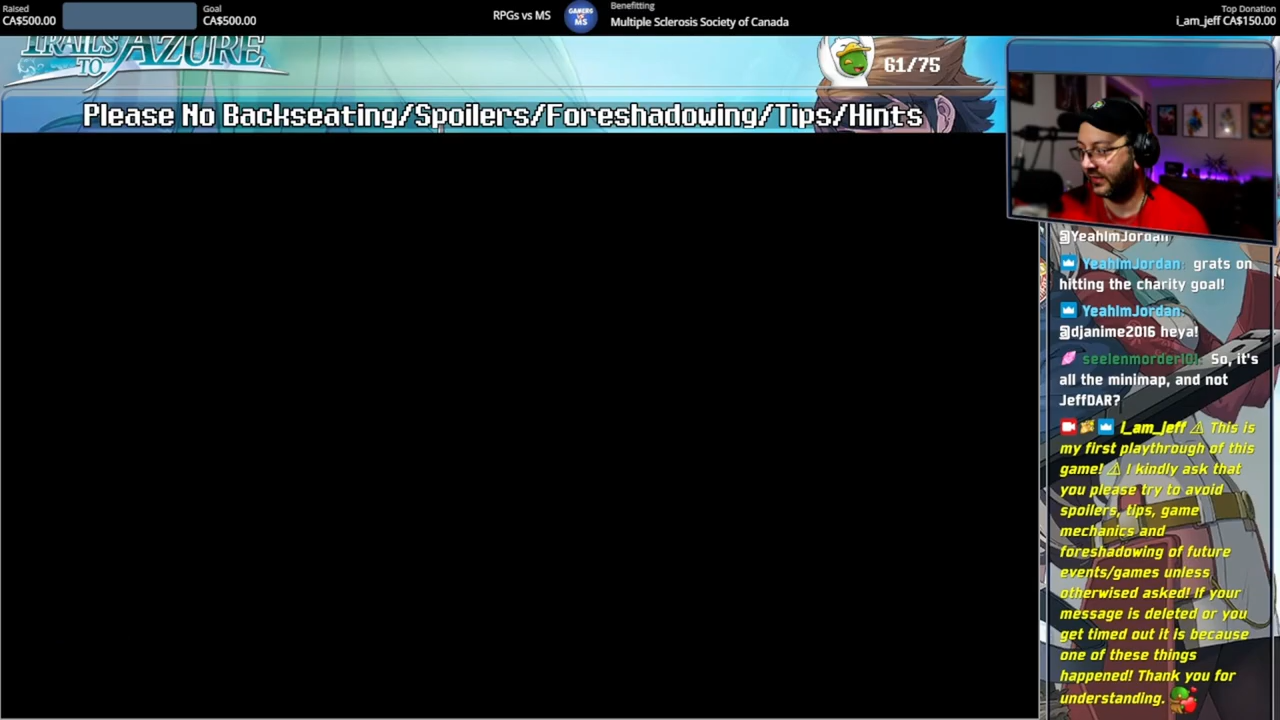 Raised
CA$500.00
Goal
CA$500.00
RPGs vs MS
GAMERS
VS
MS
Benefitting
Multiple Sclerosis Society of Canada
Top Donation
i_am_jeff CA$150.00
TRAILS
TO AZURE
61/75
Please No Backseating/Spoilers/Foreshadowing/Tips/Hints
@YeahImJordan
YeahImJordan: grats on
hitting the charity goal!
YeahImJordan:
@djanime2016 heya!
seelenmorder101: So, it's
all the minimap, and not
JeffDAR?
i_am_jeff ⚠ This is
my first playthrough of this
game! ⚠ I kindly ask that
you please try to avoid
spoilers, tips, game
mechanics and
foreshadowing of future
events/games unless
otherwised asked! If your
message is deleted or you
get timed out it is because
one of these things
happened! Thank you for
understanding.